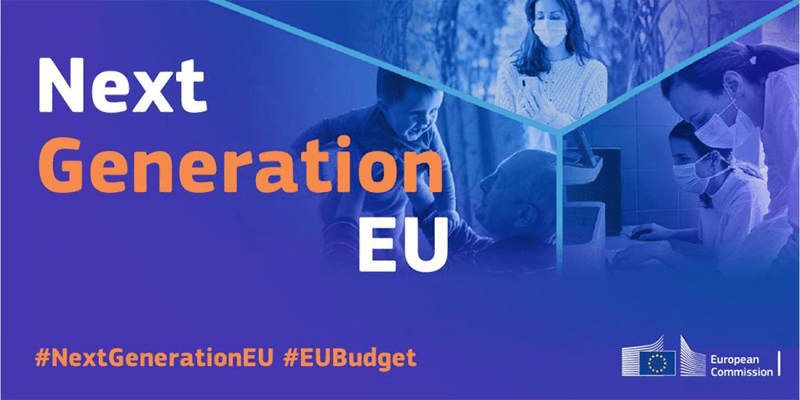 Next
Generation
EU
#NextGenerationEU #EUBudget
European
Commission